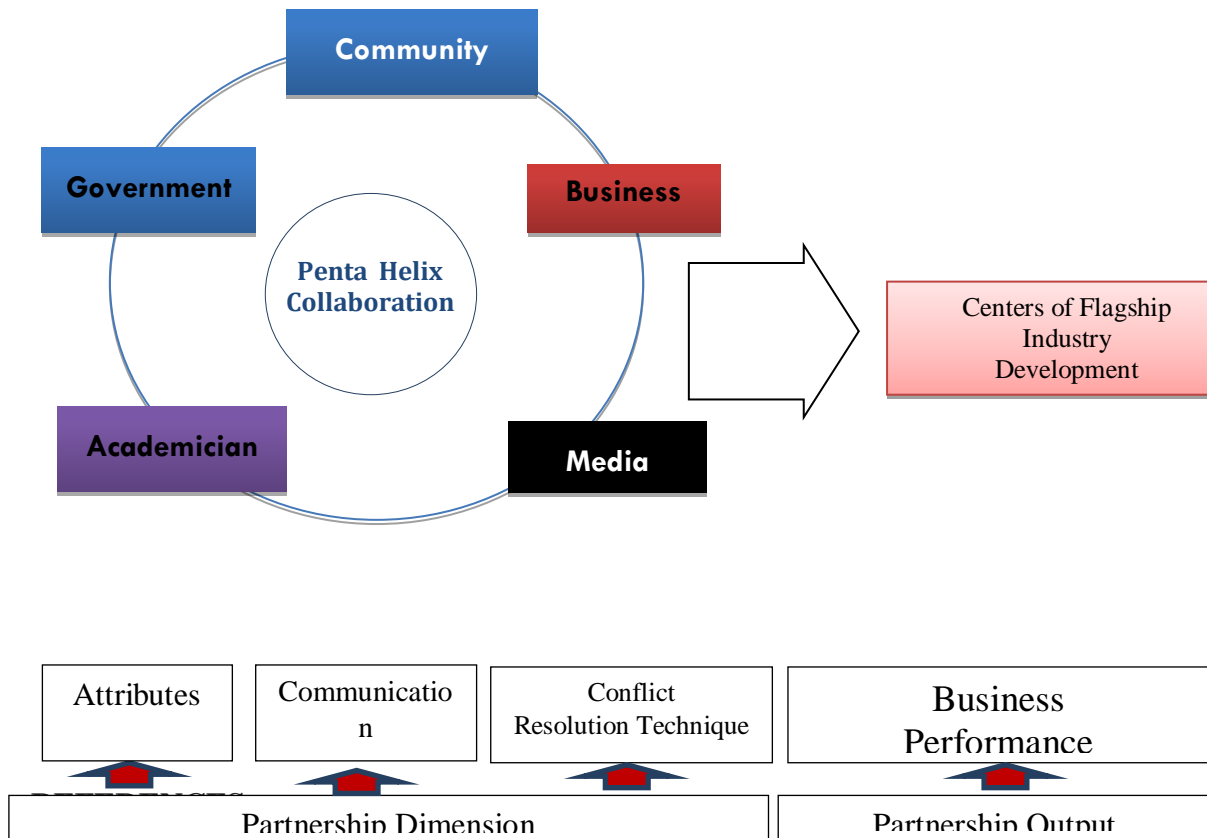 Community
Government
Business
Penta Helix
Collaboration
Centers of Flagship
Industry
Development
Academician
Media
Attributes
Communicatio
n
Conflict
Resolution Technique
Business
Performance
REFERENCES
Partnership Dimension
Partnership Output